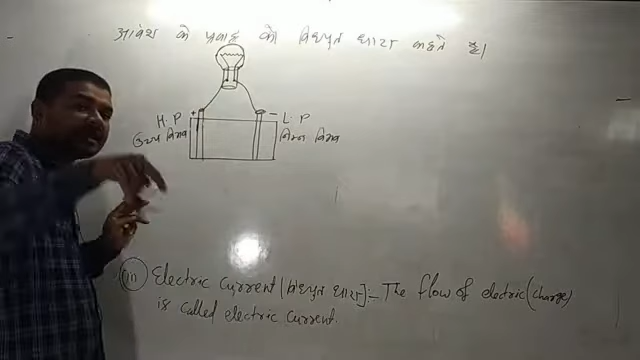 आवेश के प्रवाह को विद्युत धारा कहते है।
+ -
H.P L.P
उच्च विभव निम्न विभव
(iii) Electric Current [विद्युत धारा]:- The flow of electric (charge)
is called electric current.